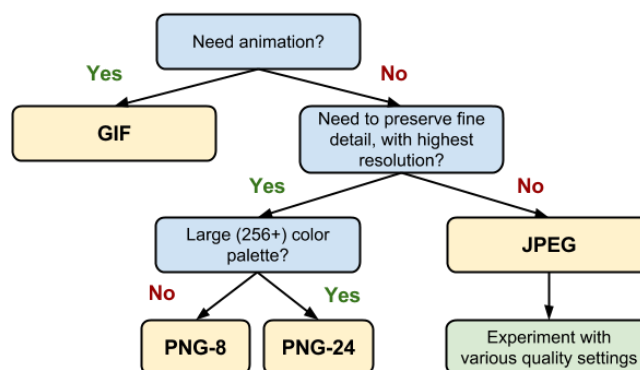 Need animation?
Yes
No
GIF
Need to preserve fine
detail, with highest
resolution?
Yes
No
Large (256+) color
palette?
JPEG
No
Yes
PNG-8
PNG-24
Experiment with
various quality settings